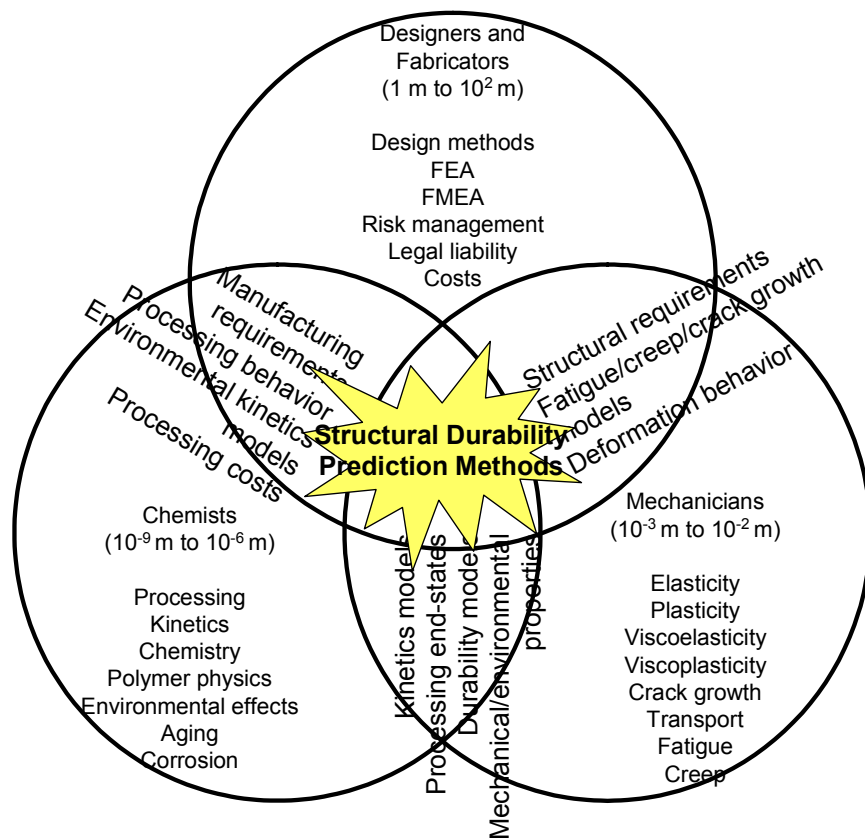 Designers and
Fabricators
(1 m to 10² m)
Design methods
FEA
FMEA
Risk management
Legal liability
Costs
Manufacturing
requirements
Processing behavior
models
Environmental kinetics
Processing costs
Structural requirements
Fatigue/creep/crack growth
models
Deformation behavior
Structural Durability
Prediction Methods
Chemists
(10⁻⁹ m to 10⁻⁶ m)
Processing
Kinetics
Chemistry
Polymer physics
Environmental effects
Aging
Corrosion
Kinetics models
Processing end-states
Durability models
Mechanical/environmental
properties
Mechanicians
(10⁻³ m to 10⁻² m)
Elasticity
Plasticity
Viscoelasticity
Viscoplasticity
Crack growth
Transport
Fatigue
Creep